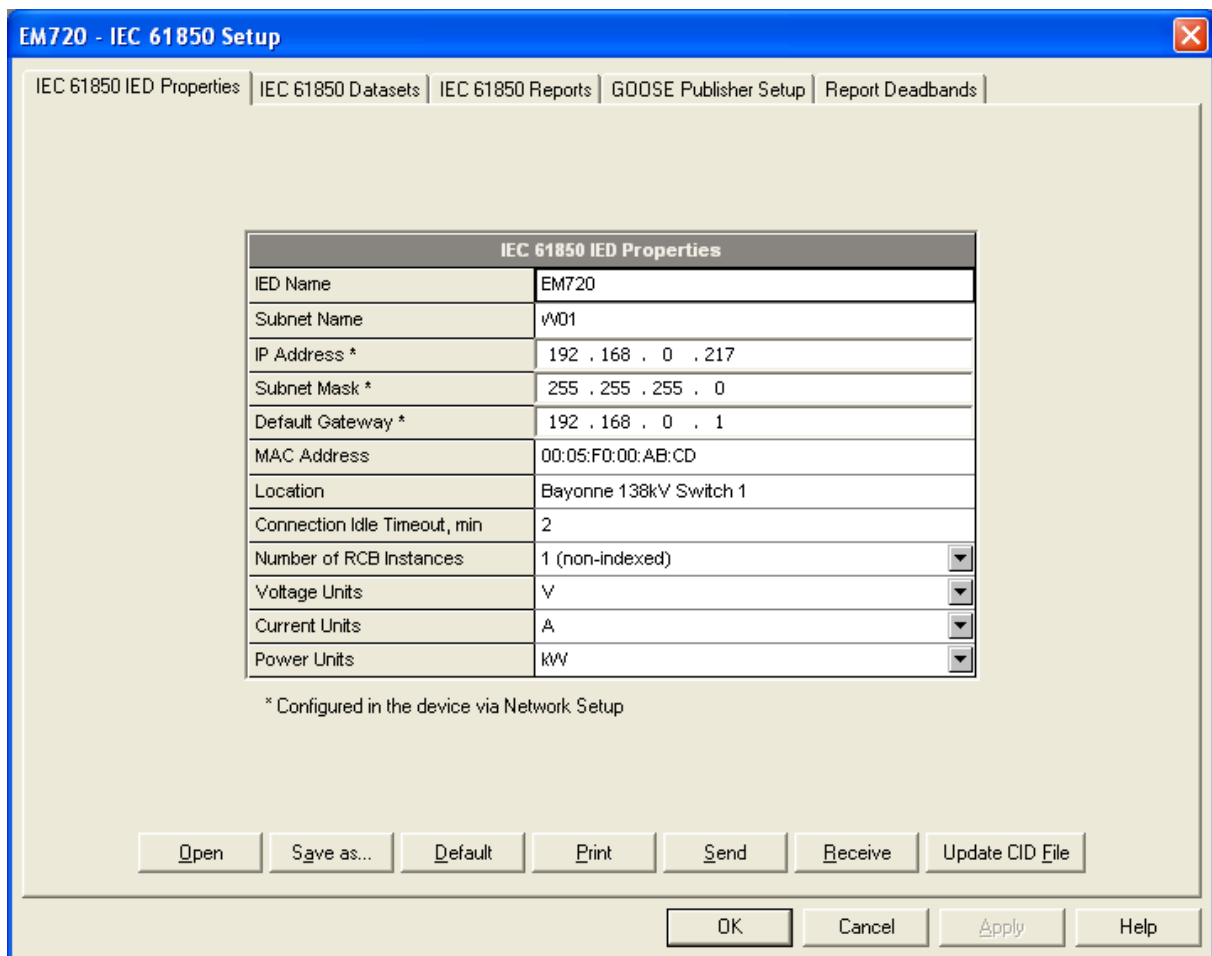 EM720 - IEC 61850 Setup
IEC 61850 IED Properties IEC 61850 Datasets IEC 61850 Reports GOOSE Publisher Setup Report Deadbands
IEC 61850 IED Properties
IED Name EM720
Subnet Name W01
IP Address * 192 . 168 . 0 . 217
Subnet Mask * 255 . 255 . 255 . 0
Default Gateway * 192 . 168 . 0 . 1
MAC Address 00:05:F0:00:AB:CD
Location Bayonne 138kV Switch 1
Connection Idle Timeout, min 2
Number of RCB Instances 1 (non-indexed)
Voltage Units V
Current Units A
Power Units kW
* Configured in the device via Network Setup
Open Save as... Default Print Send Receive Update CID File
OK Cancel Apply Help